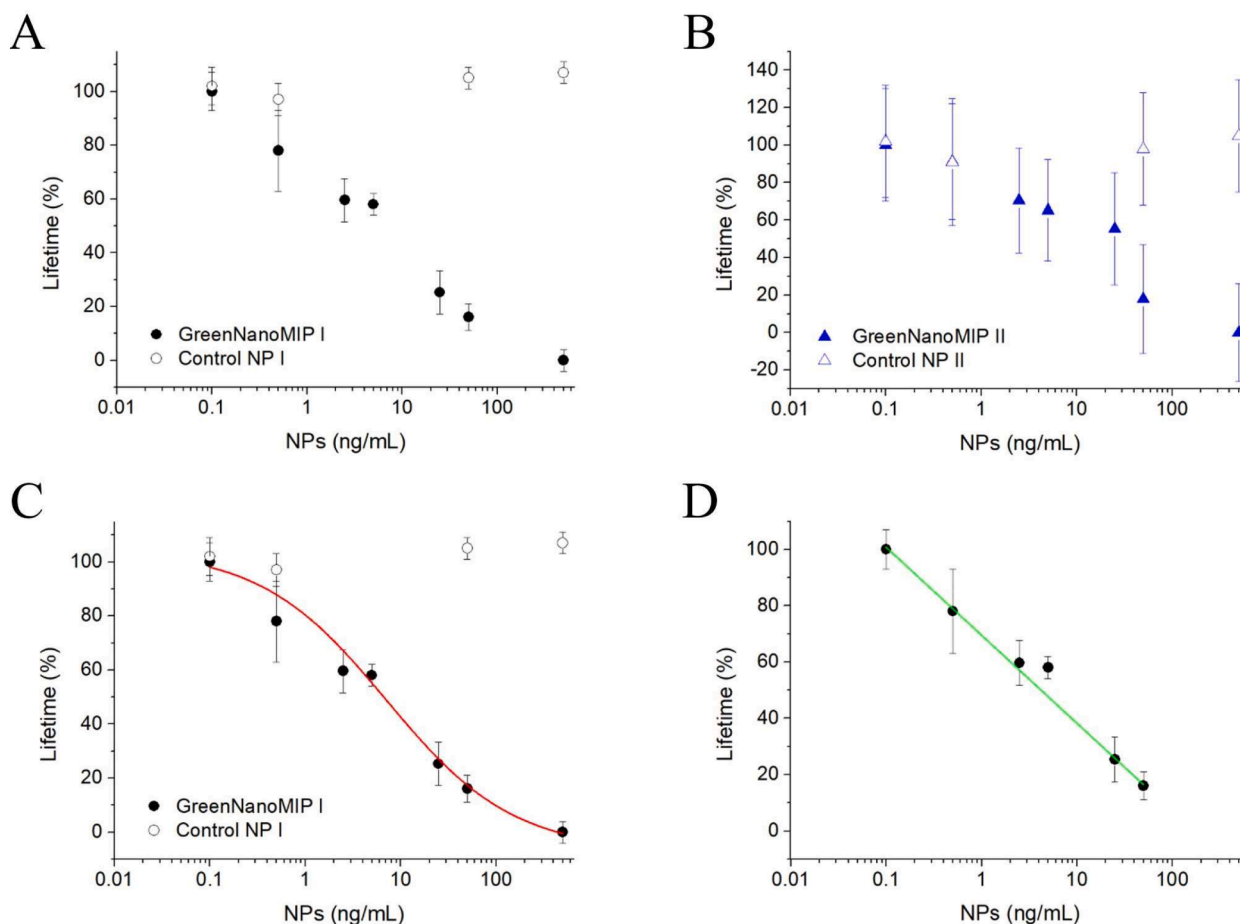 A
Lifetime (%)
100
80
60
40
20
0
GreenNanoMIP I
Control NP I
0.01 0.1 1 10 100
NPs (ng/mL)
B
Lifetime (%)
140
120
100
80
60
40
20
0
-20
GreenNanoMIP II
Control NP II
0.01 0.1 1 10 100
NPs (ng/mL)
C
Lifetime (%)
100
80
60
40
20
0
GreenNanoMIP I
Control NP I
0.01 0.1 1 10 100
NPs (ng/mL)
D
Lifetime (%)
100
80
60
40
20
0
0.01 0.1 1 10 100
NPs (ng/mL)